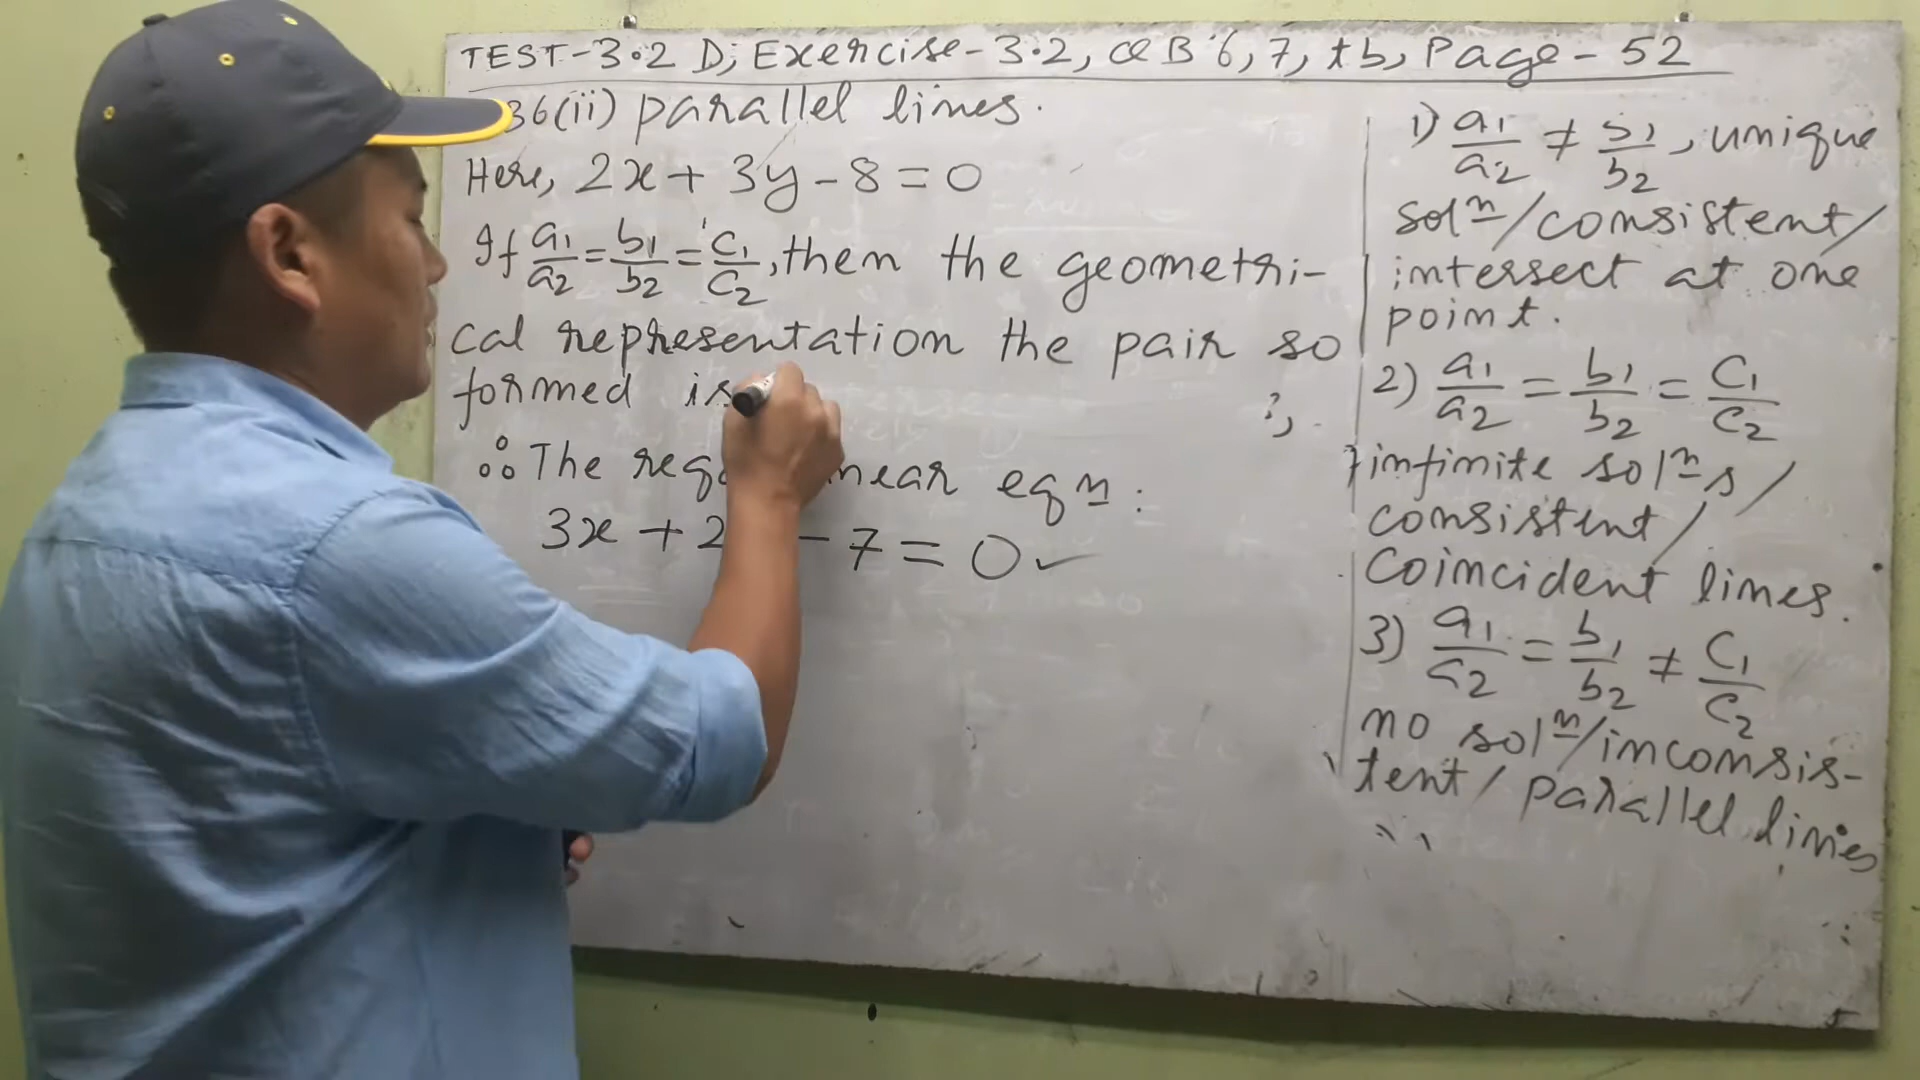 TEST-3.2 D; Exercise-3.2, QB 6, 7, tb, Page-52
36(ii) parallel lines.
Here, 2x + 3y - 8 = 0
If a1/a2 = b1/b2 = c1/c2, then the geometri-
cal representation the pair so
formed is
∴ The linear eqn:
3x + 2 - 7 = 0 ✓
1) a1/a2 ≠ b1/b2, unique
soln/consistent/
intersect at one
point.
2) a1/a2 = b1/b2 = c1/c2
infinite solns/
consistent/
Coincident lines.
3) a1/a2 = b1/b2 ≠ c1/c2
no soln/inconsis-
tent/parallel lines